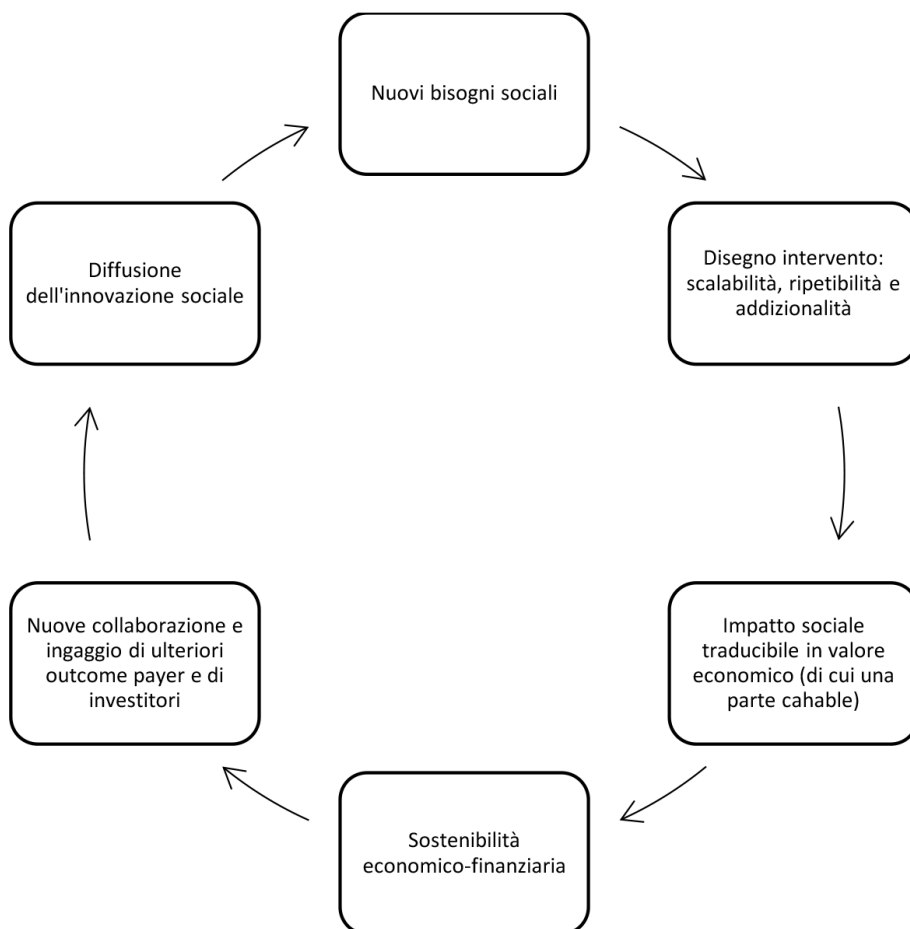 Nuovi bisogni sociali
Disegno intervento:
scalabilità, ripetibilità e
addizionalità
Impatto sociale
traducibile in valore
economico (di cui una
parte cahable)
Sostenibilità
economico-finanziaria
Nuove collaborazione e
ingaggio di ulteriori
outcome payer e di
investitori
Diffusione
dell'innovazione sociale